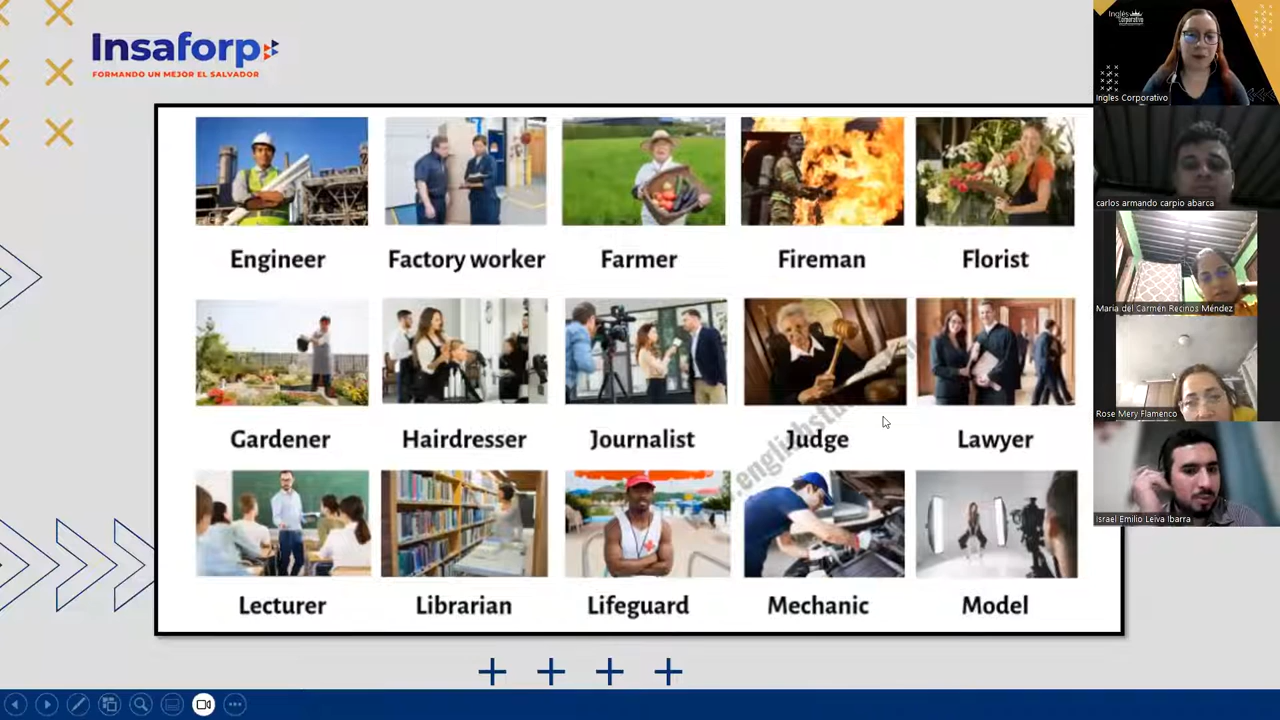 Insaforp
FORMANDO UN MEJOR EL SALVADOR
Engineer
Factory worker
Farmer
Fireman
Florist
Gardener
Hairdresser
Journalist
Judge
Lawyer
Lecturer
Librarian
Lifeguard
Mechanic
Model
Inglés
Corporativo
Ingles Corporativo
carlos armando carpio abarca
Maria del Carmen Recinos Méndez
Rose Mery Flamenco
Israel Emilio Leiva Ibarra